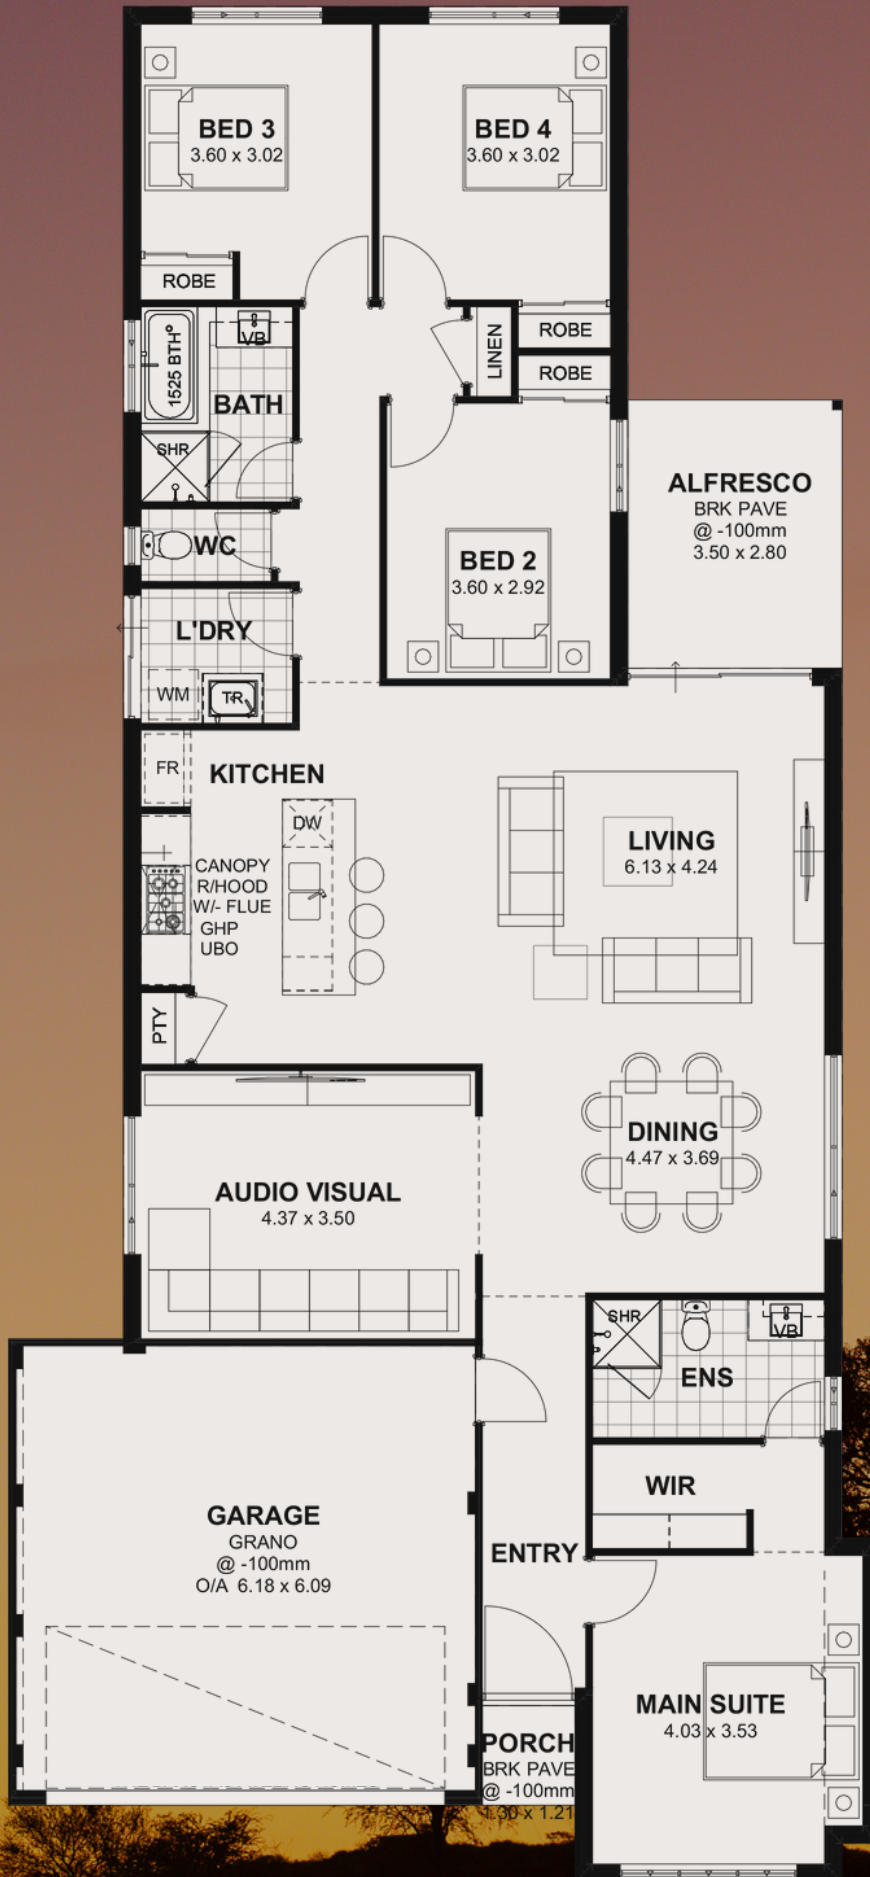 BED 3
3.60 x 3.02
BED 4
3.60 x 3.02
ROBE
ROBE
LINEN
ROBE
1525 BTHº
VB
BATH
SHR
WC
L'DRY
WM
TR
BED 2
3.60 x 2.92
ALFRESCO
BRK PAVE
@ -100mm
3.50 x 2.80
FR
KITCHEN
DW
CANOPY
R/HOOD
W/- FLUE
GHP
UBO
PTY
LIVING
6.13 x 4.24
DINING
4.47 x 3.69
AUDIO VISUAL
4.37 x 3.50
SHR
VB
ENS
WIR
GARAGE
GRANO
@ -100mm
O/A 6.18 x 6.09
ENTRY
MAIN SUITE
4.03 x 3.53
PORCH
BRK PAVE
@ -100mm
1.30 x 1.21